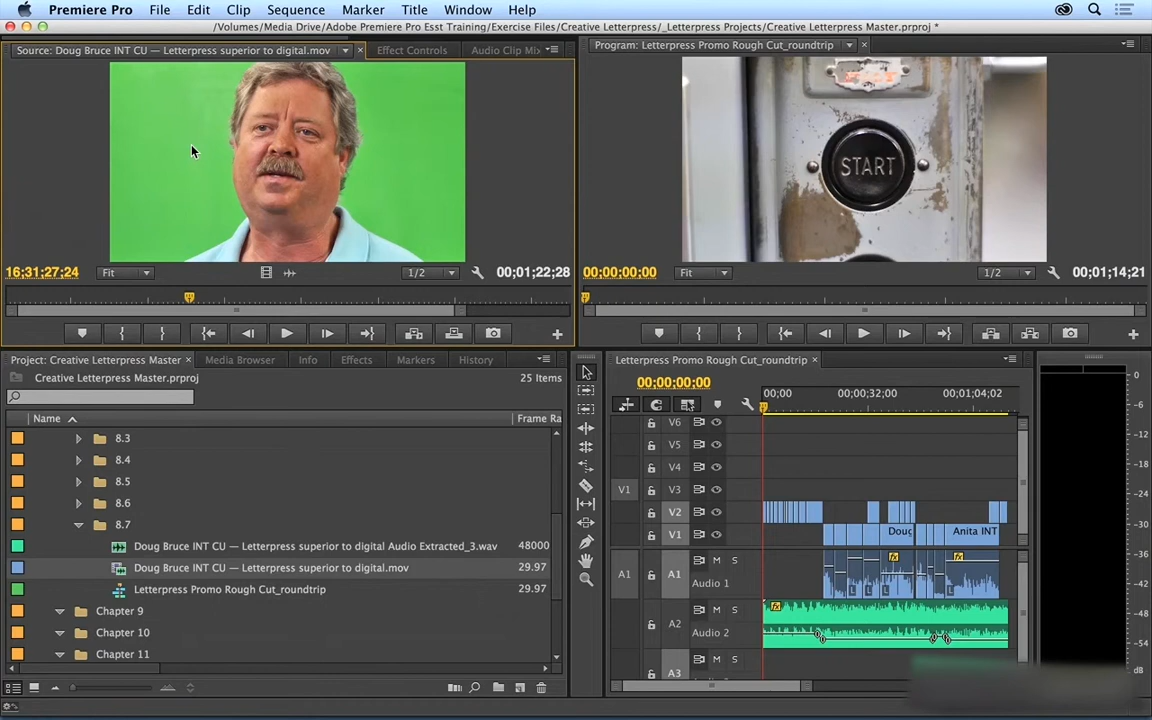 Premiere Pro File Edit Clip Sequence Marker Title Window Help
/Volumes/Media Drive/Adobe Premiere Pro Esst Training/Exercise Files/Creative Letterpress/_Letterpress Projects/Creative Letterpress Master.prproj *
Source: Doug Bruce INT CU — Letterpress superior to digital.mov Effect Controls Audio Clip Mix
Program: Letterpress Promo Rough Cut_roundtrip
START
16;31;27;24 Fit 1/2 00;01;22;28
00;00;00;00 Fit 1/2 00;01;14;21
Project: Creative Letterpress Master Media Browser Info Effects Markers History
Creative Letterpress Master.prproj 25 Items
Name Frame Ra
8.3
8.4
8.5
8.6
8.7
Doug Bruce INT CU — Letterpress superior to digital Audio Extracted_3.wav 48000
Doug Bruce INT CU — Letterpress superior to digital.mov 29.97
Letterpress Promo Rough Cut_roundtrip 29.97
Chapter 9
Chapter 10
Chapter 11
Letterpress Promo Rough Cut_roundtrip
00;00;00;00
00;00 00;00;32;00 00;01;04;02
V6
V5
V4
V1 V3
V2
V1 Doug Anita INT
A1 A1 M S
Audio 1
fx fx
A2 M S
Audio 2
fx
A3 M S
0
-6
-12
-18
-24
-30
-36
-42
-48
-54
dB